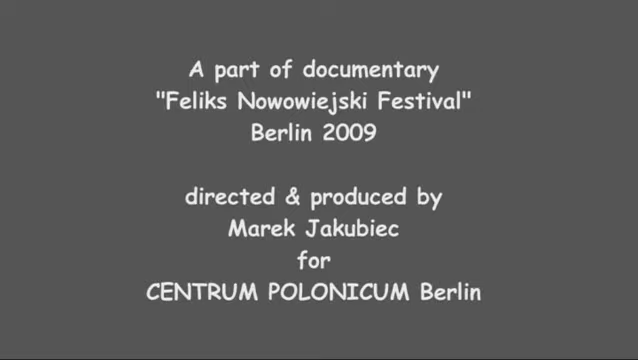 A part of documentary
"Feliks Nowowiejski Festival"
Berlin 2009
directed & produced by
Marek Jakubiec
for
CENTRUM POLONICUM Berlin